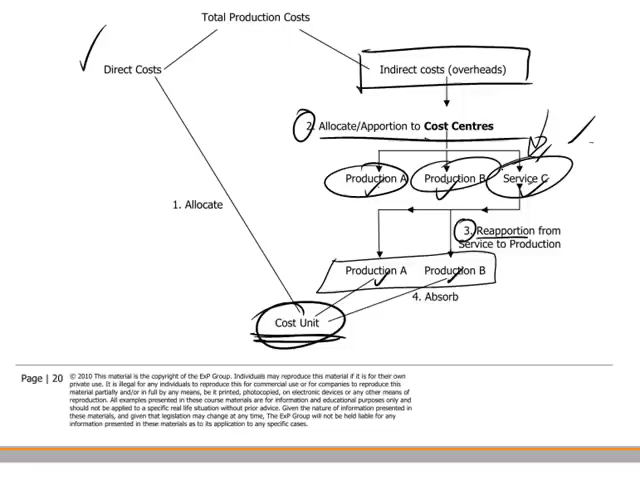 Total Production Costs
Direct Costs
Indirect costs (overheads)
2. Allocate/Apportion to Cost Centres
Production A Production B Service C
1. Allocate
3. Reapportion from
Service to Production
Production A Production B
4. Absorb
Cost Unit
Page | 20
© 2010 This material is the copyright of the ExP Group. Individuals may reproduce this material if it is for their own
private use. It is illegal for any individuals to reproduce this for commercial use or for companies to reproduce this
material partially and/or in full by any means, be it printed, photocopied, on electronic devices or any other means of
reproduction. All examples presented in these course materials are for information and educational purposes only and
should not be applied to a specific real life situation without prior advice. Given the nature of information presented in
these materials, and given that legislation may change at any time, The ExP Group will not be held liable for any
information presented in these materials as to its application to any specific cases.